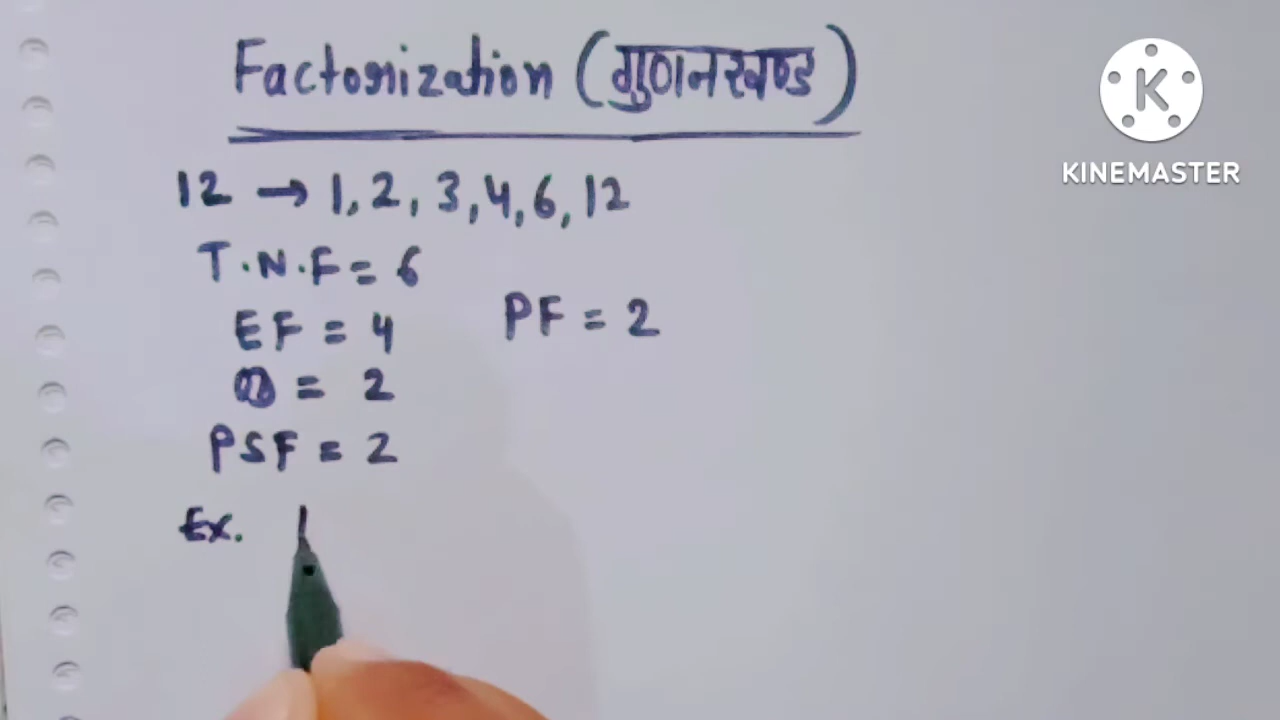 Factorization (गुणनखण्ड)
12 → 1, 2, 3, 4, 6, 12
T.N.F = 6
EF = 4
PF = 2
= 2
PSF = 2
Ex. 1
K
KINEMASTER